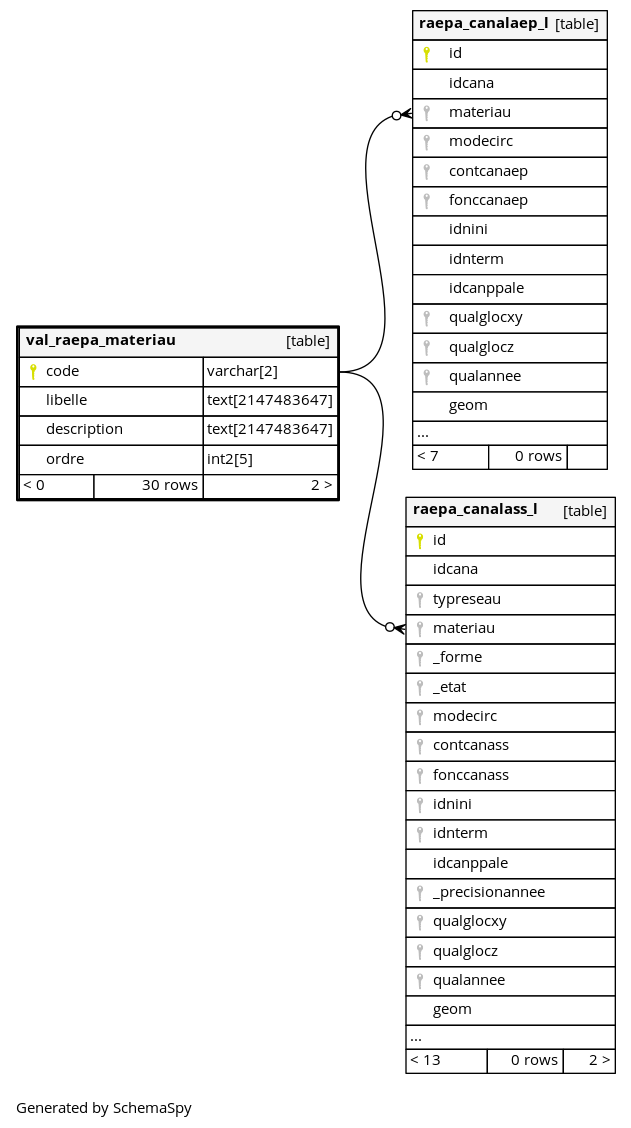 raepa_canalaep_l [table]
id
idcana
materiau
modecirc
contcanaep
fonccanaep
idnini
idnterm
idcanppale
qualglocxy
qualglocz
qualannee
geom
...
< 7 0 rows
val_raepa_materiau [table]
code varchar[2]
libelle text[2147483647]
description text[2147483647]
ordre int2[5]
< 0 30 rows 2 >
raepa_canalass_l [table]
id
idcana
typreseau
materiau
_forme
_etat
modecirc
contcanass
fonccanass
idnini
idnterm
idcanppale
_precisionannee
qualglocxy
qualglocz
qualannee
geom
...
< 13 0 rows 2 >
Generated by SchemaSpy